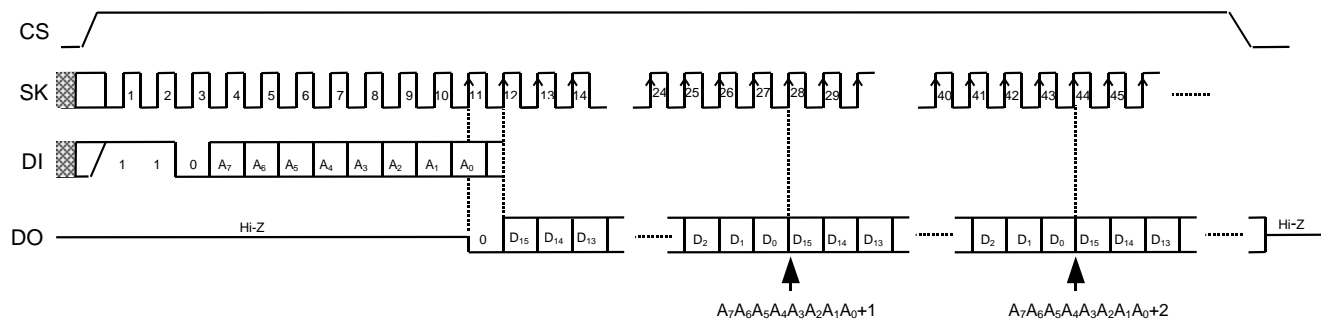 CS
SK 1 2 3 4 5 6 7 8 9 10 11 12 13 14 24 25 26 27 28 29 40 41 42 43 44 45
DI 1 1 0 A₇ A₆ A₅ A₄ A₃ A₂ A₁ A₀
DO Hi-Z 0 D₁₅ D₁₄ D₁₃ D₂ D₁ D₀ D₁₅ D₁₄ D₁₃ D₂ D₁ D₀ D₁₅ D₁₄ D₁₃ Hi-Z
A₇A₆A₅A₄A₃A₂A₁A₀+1 A₇A₆A₅A₄A₃A₂A₁A₀+2